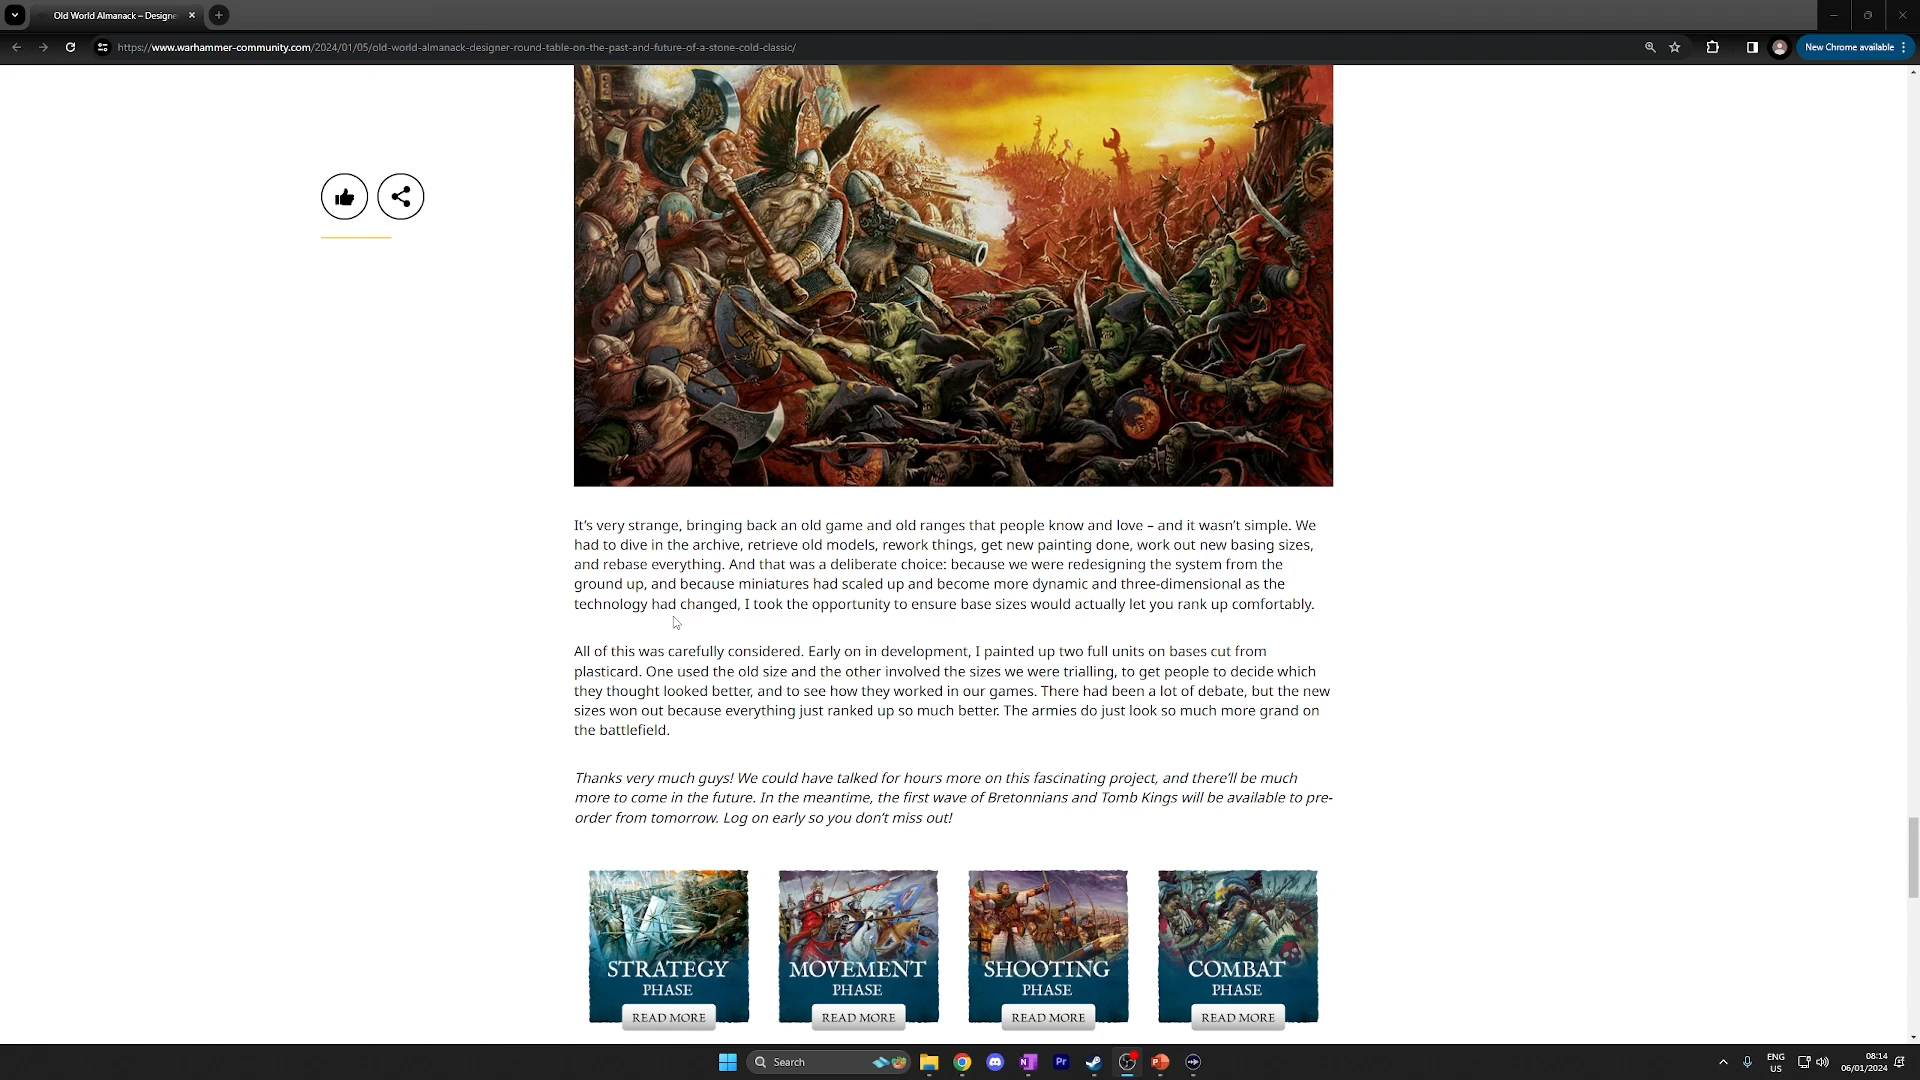 Old World Almanack – Designe
https://www.warhammer-community.com/2024/01/05/old-world-almanack-designer-round-table-on-the-past-and-future-of-a-stone-cold-classic/
New Chrome available
It’s very strange, bringing back an old game and old ranges that people know and love – and it wasn’t simple. We
had to dive in the archive, retrieve old models, rework things, get new painting done, work out new basing sizes,
and rebase everything. And that was a deliberate choice: because we were redesigning the system from the
ground up, and because miniatures had scaled up and become more dynamic and three-dimensional as the
technology had changed, I took the opportunity to ensure base sizes would actually let you rank up comfortably.
All of this was carefully considered. Early on in development, I painted up two full units on bases cut from
plasticard. One used the old size and the other involved the sizes we were trialling, to get people to decide which
they thought looked better, and to see how they worked in our games. There had been a lot of debate, but the new
sizes won out because everything just ranked up so much better. The armies do just look so much more grand on
the battlefield.
Thanks very much guys! We could have talked for hours more on this fascinating project, and there’ll be much
more to come in the future. In the meantime, the first wave of Bretonnians and Tomb Kings will be available to pre-
order from tomorrow. Log on early so you don’t miss out!
STRATEGY
PHASE
READ MORE
MOVEMENT
PHASE
READ MORE
SHOOTING
PHASE
READ MORE
COMBAT
PHASE
READ MORE
Search
N
Pr
P
ENG
US
08:14
06/01/2024